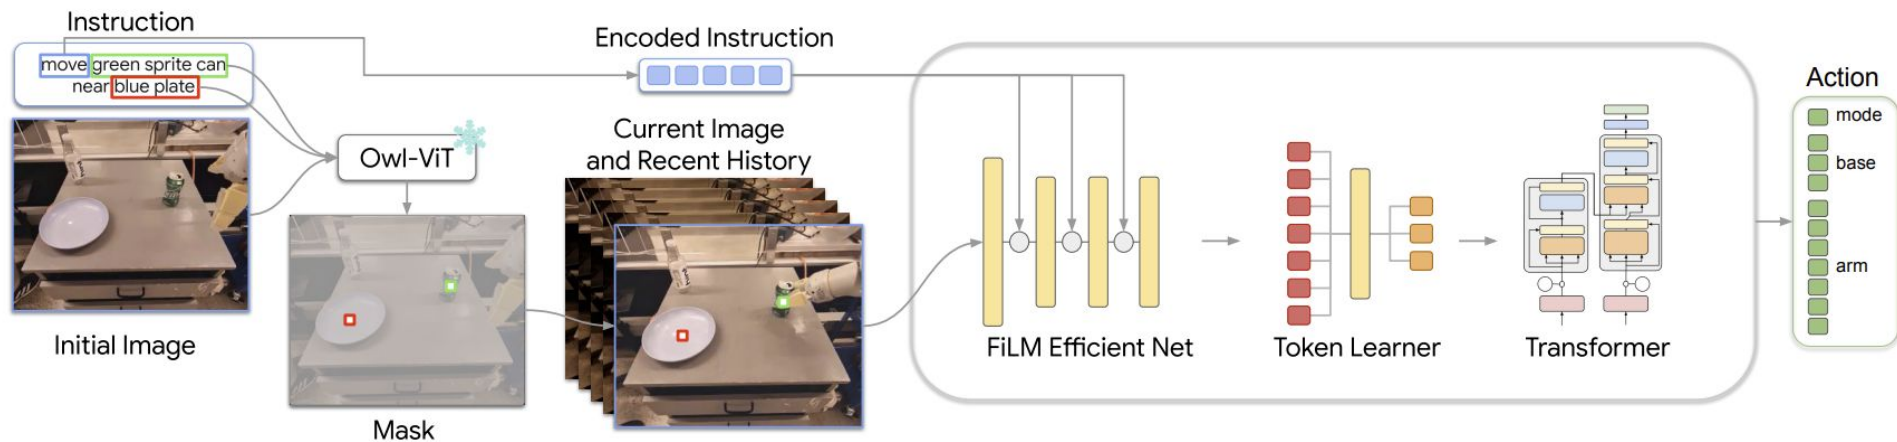 Instruction
move green sprite can
near blue plate
Initial Image
Owl-ViT
Mask
Encoded Instruction
Current Image
and Recent History
FiLM Efficient Net
Token Learner
Transformer
Action
mode
base
arm